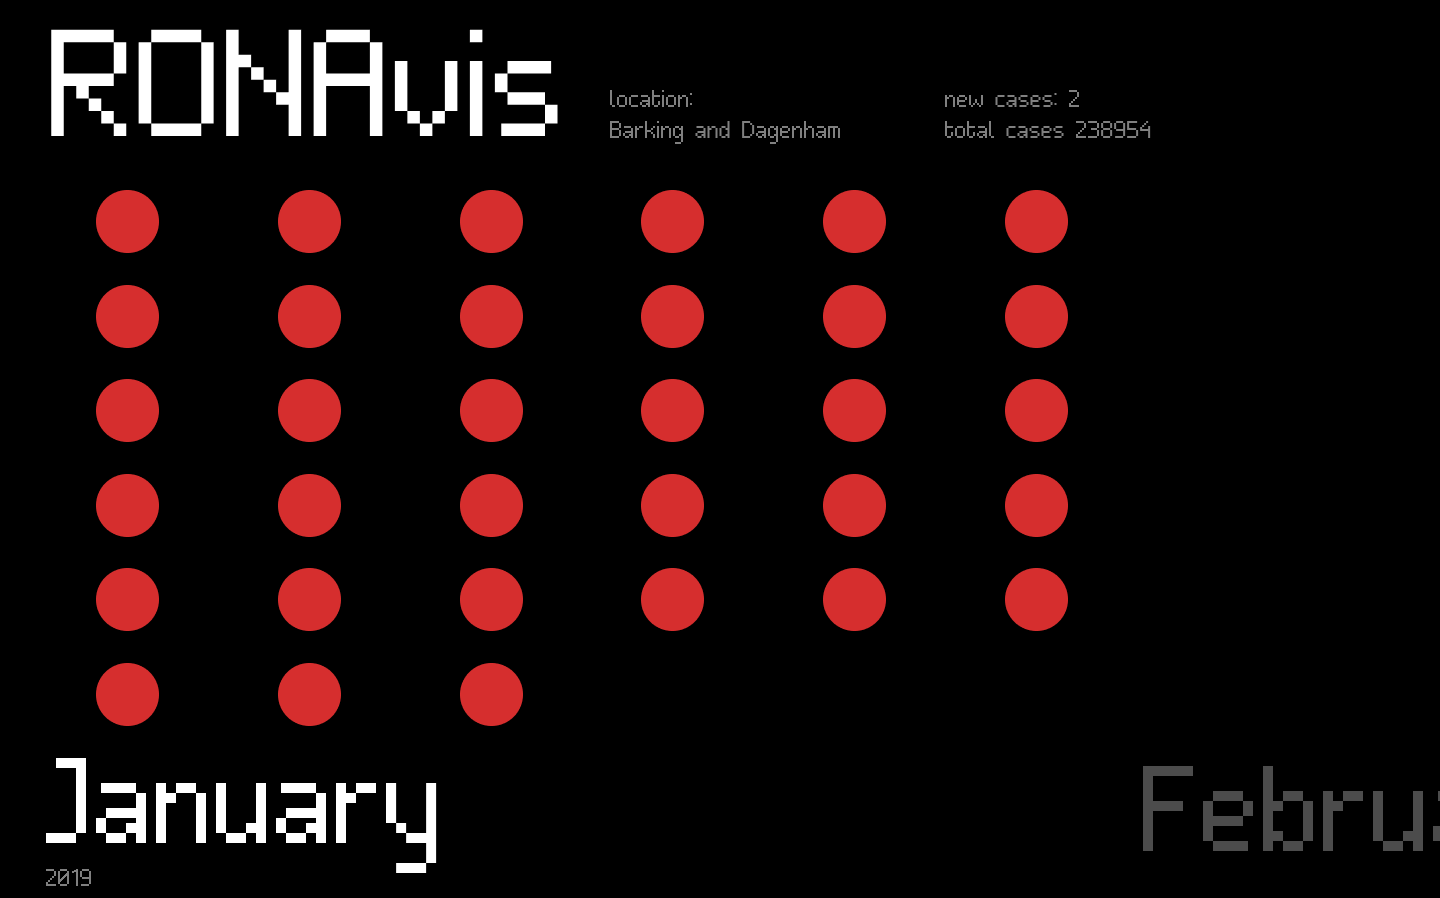 RONAvis
location:
Barking and Dagenham
new cases: 2
total cases 238954
January
2019